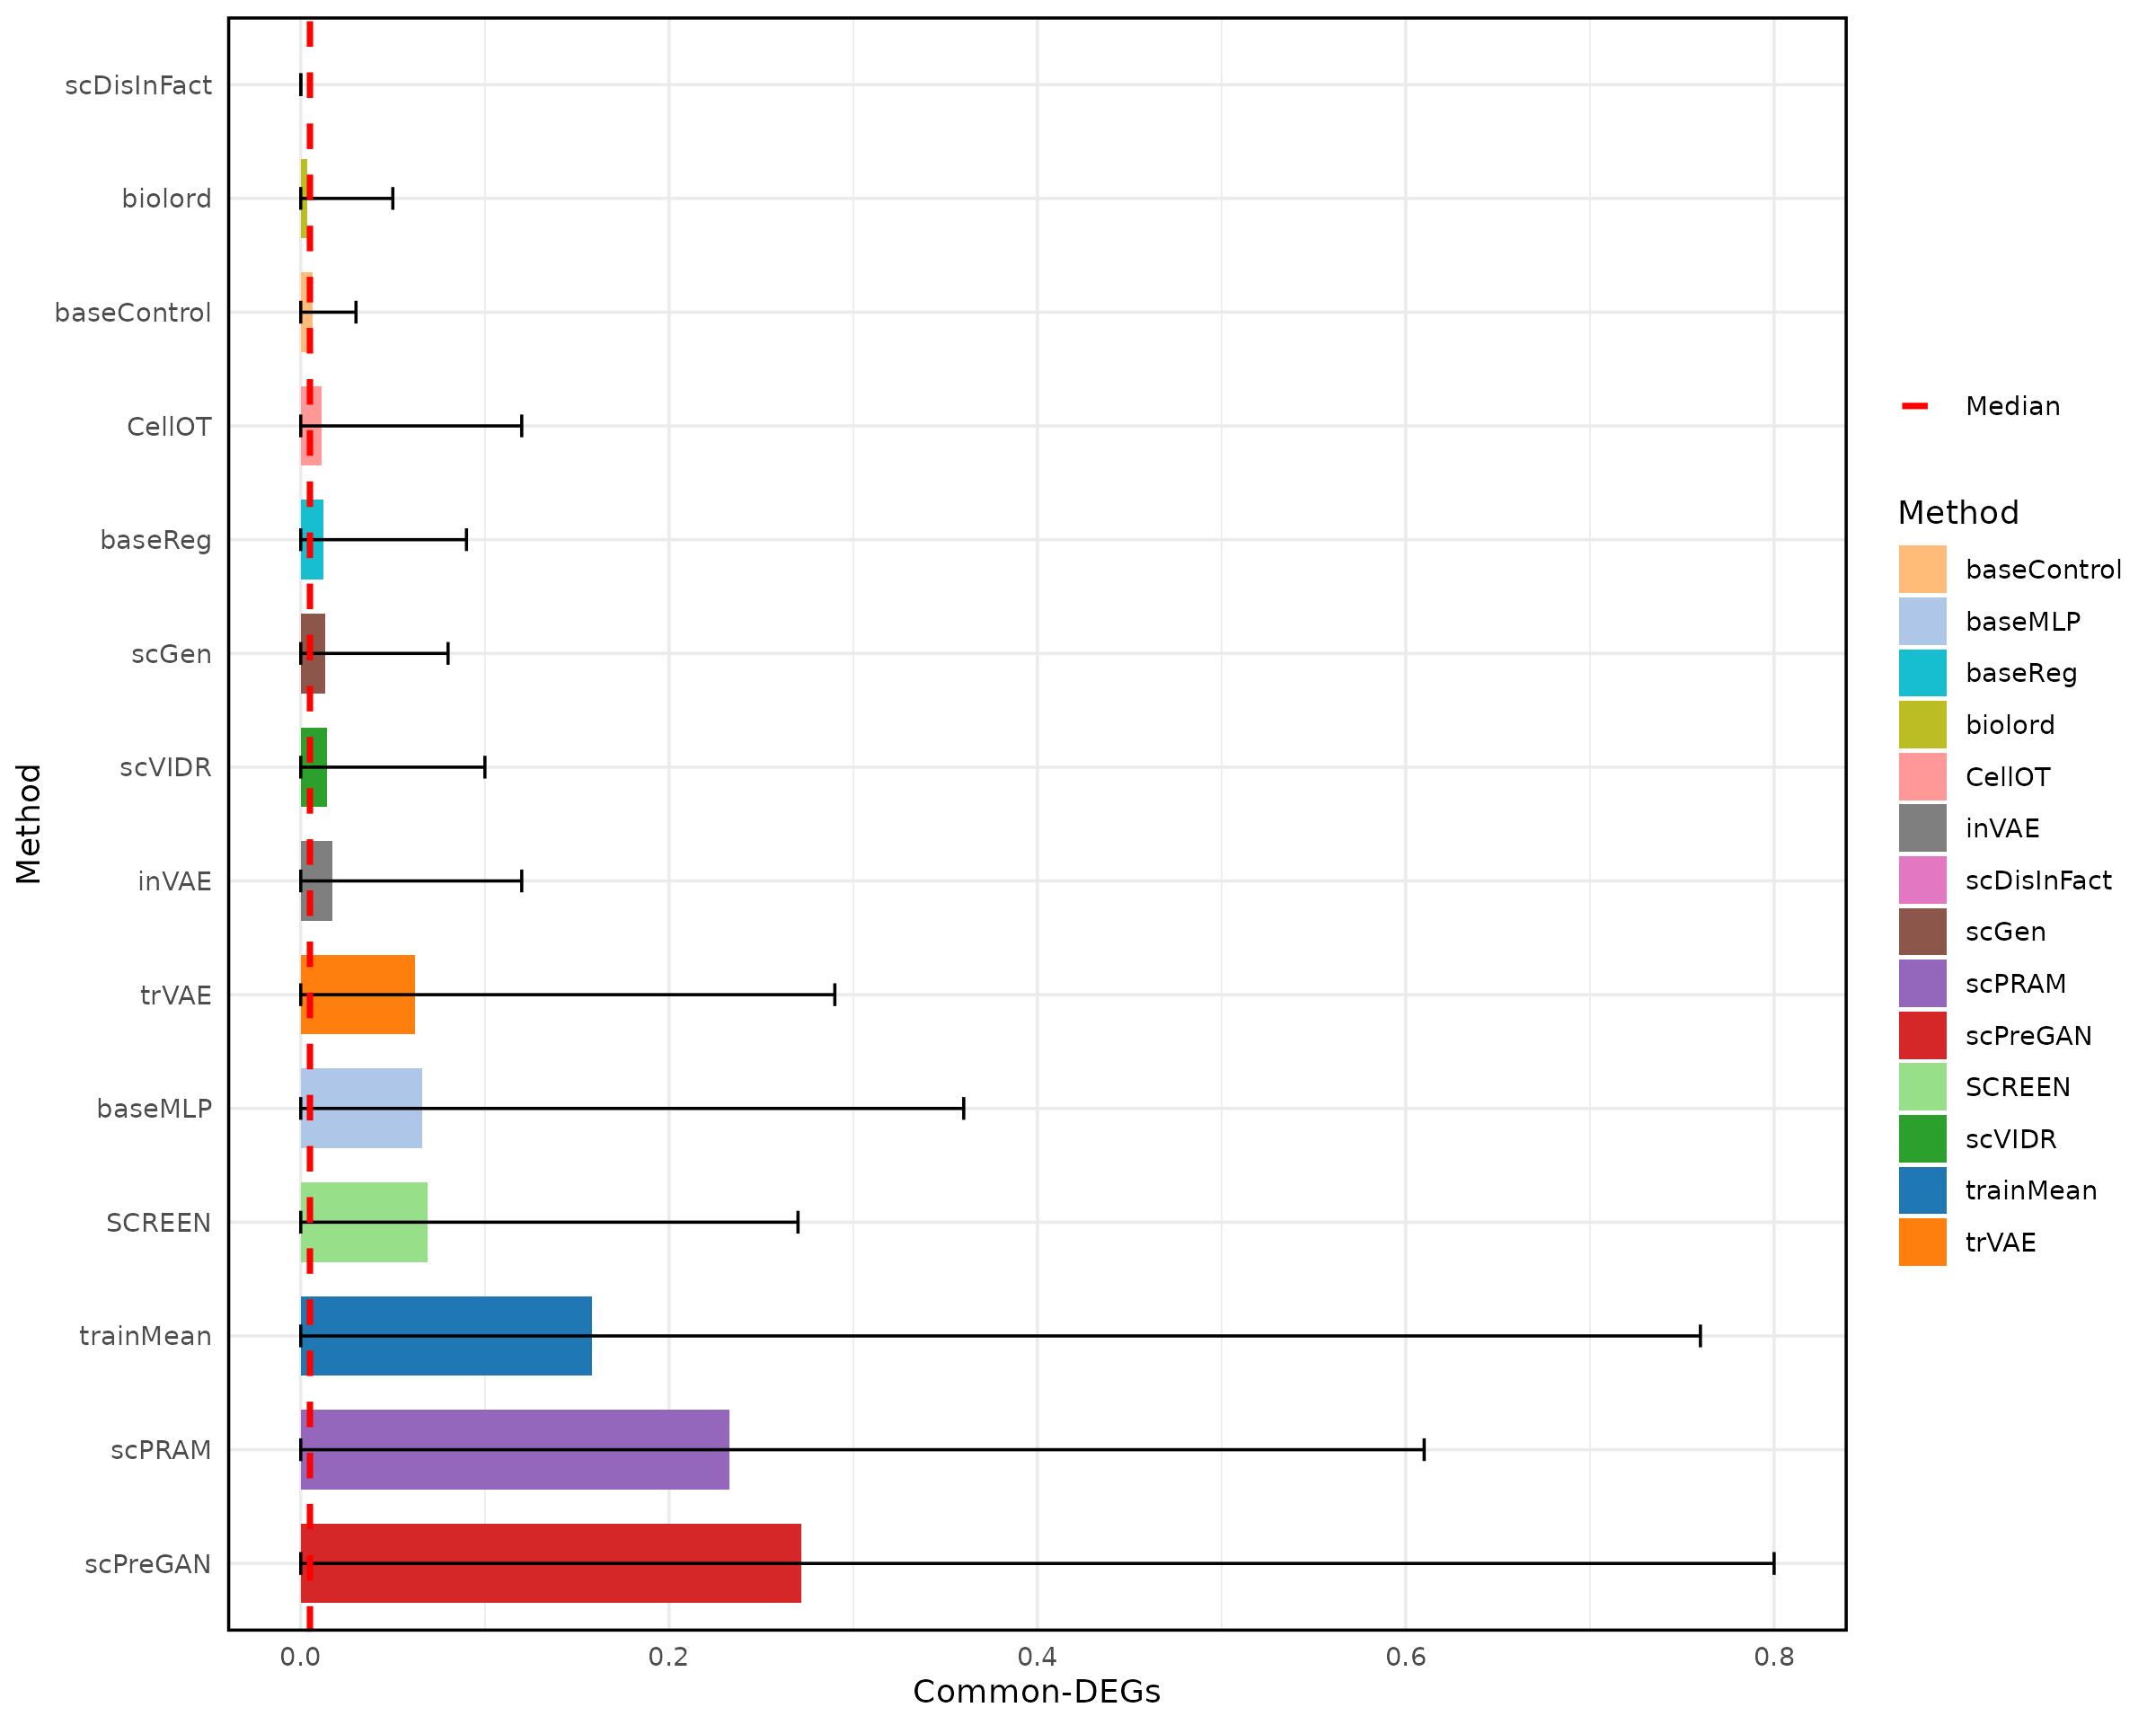 scDisInFact
biolord
baseControl
CellOT
baseReg
scGen
scVIDR
inVAE
trVAE
baseMLP
SCREEN
trainMean
scPRAM
scPreGAN
Method
0.0 0.2 0.4 0.6 0.8
Common-DEGs
Median
Method
baseControl
baseMLP
baseReg
biolord
CellOT
inVAE
scDisInFact
scGen
scPRAM
scPreGAN
SCREEN
scVIDR
trainMean
trVAE